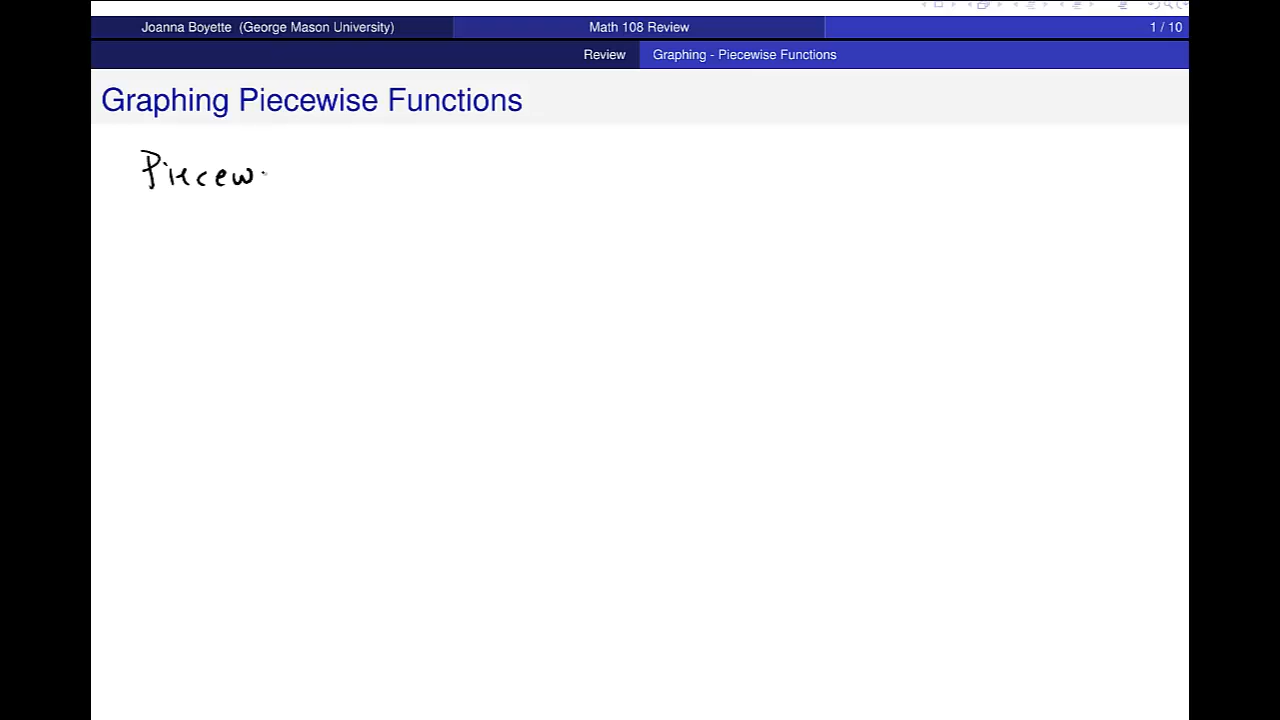 Joanna Boyette (George Mason University) Math 108 Review 1 / 10
Review Graphing - Piecewise Functions
Graphing Piecewise Functions
Piecew